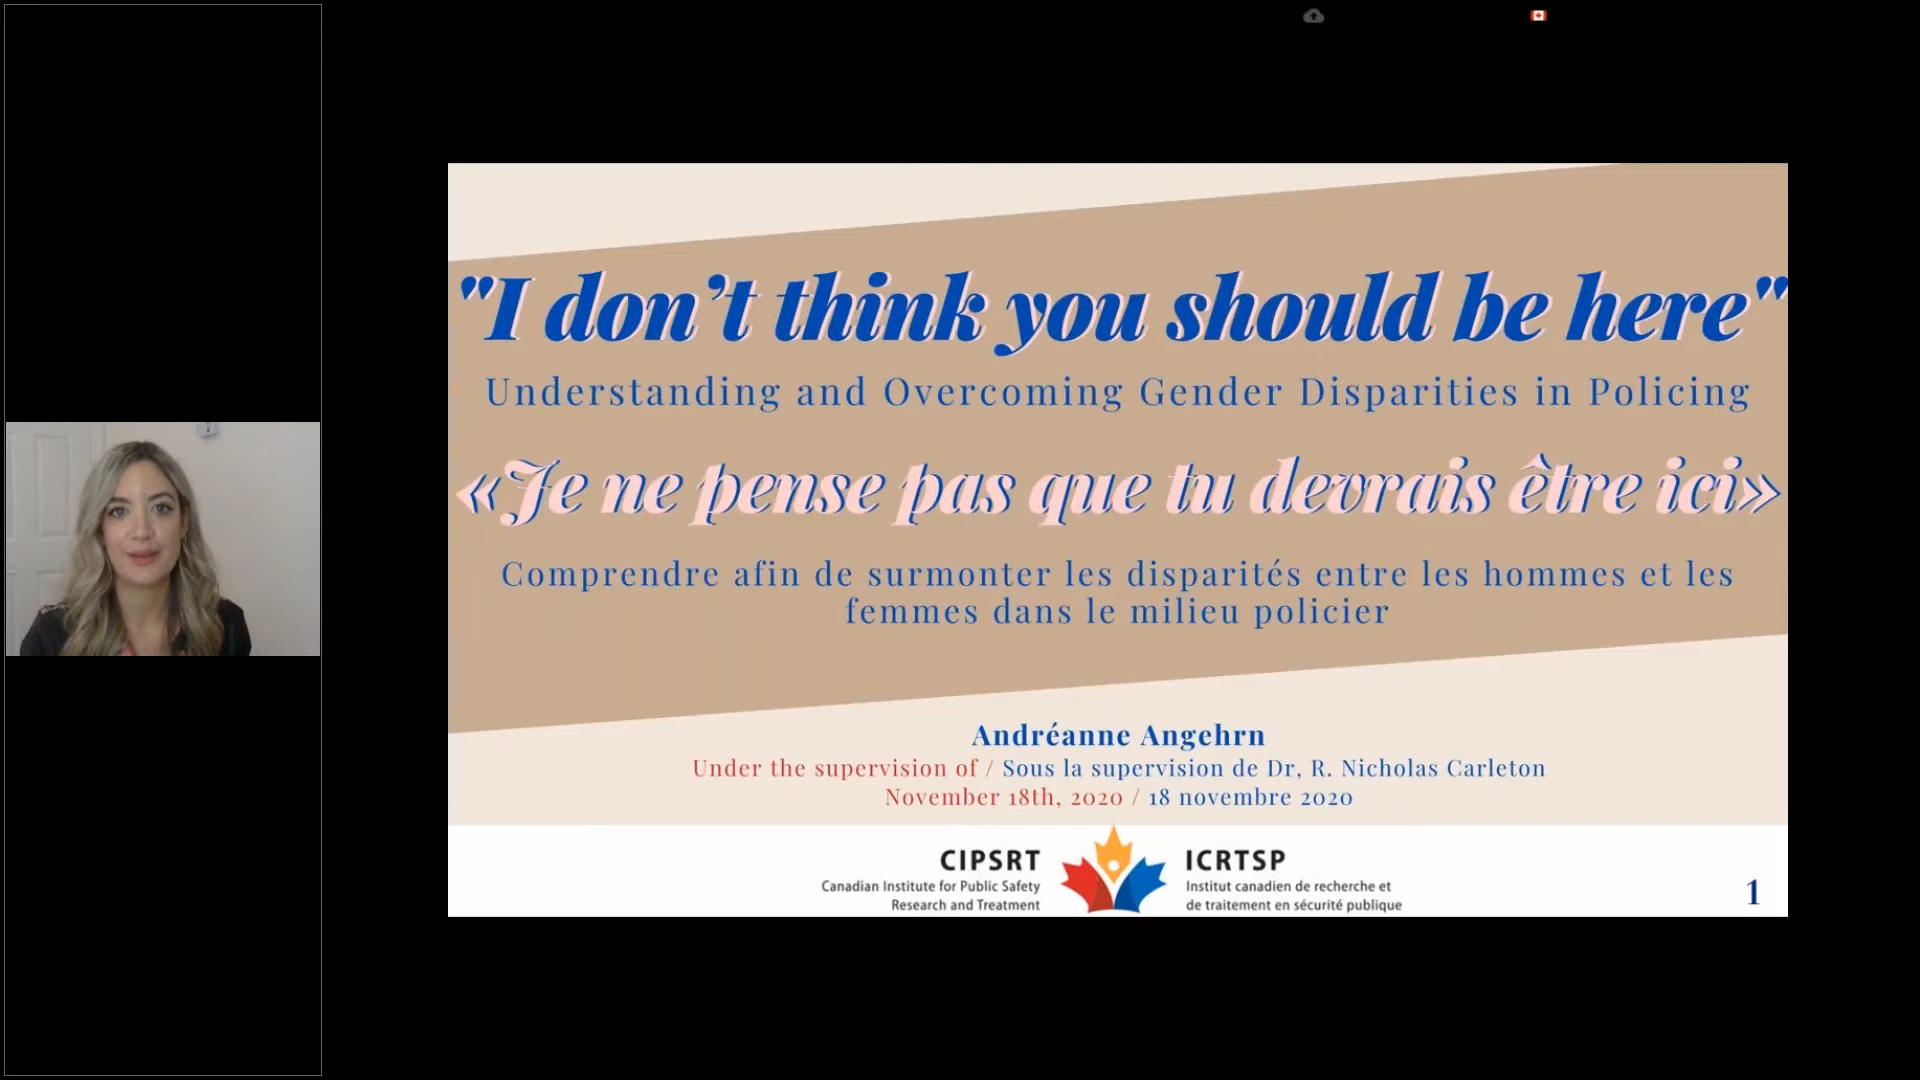 "I don’t think you should be here"
Understanding and Overcoming Gender Disparities in Policing
«Je ne pense pas que tu devrais être ici»
Comprendre afin de surmonter les disparités entre les hommes et les
femmes dans le milieu policier
Andréanne Angehrn
Under the supervision of / Sous la supervision de Dr, R. Nicholas Carleton
November 18th, 2020 / 18 novembre 2020
CIPSRT
Canadian Institute for Public Safety
Research and Treatment
ICRTSP
Institut canadien de recherche et
de traitement en sécurité publique
1